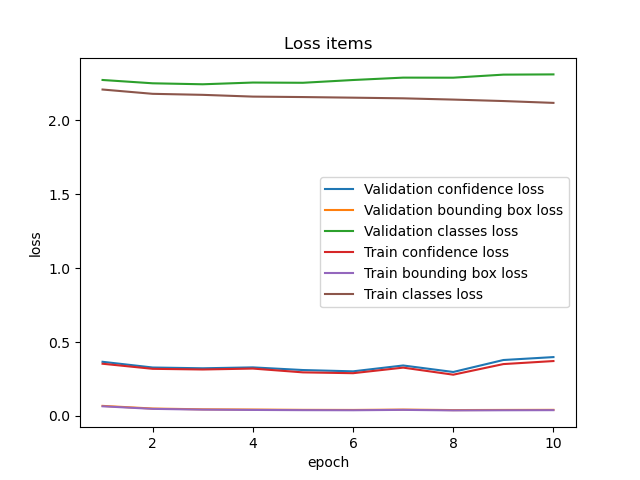 Loss items
2.0
1.5
1.0
0.5
0.0
loss
Validation confidence loss
Validation bounding box loss
Validation classes loss
Train confidence loss
Train bounding box loss
Train classes loss
2 4 6 8 10
epoch